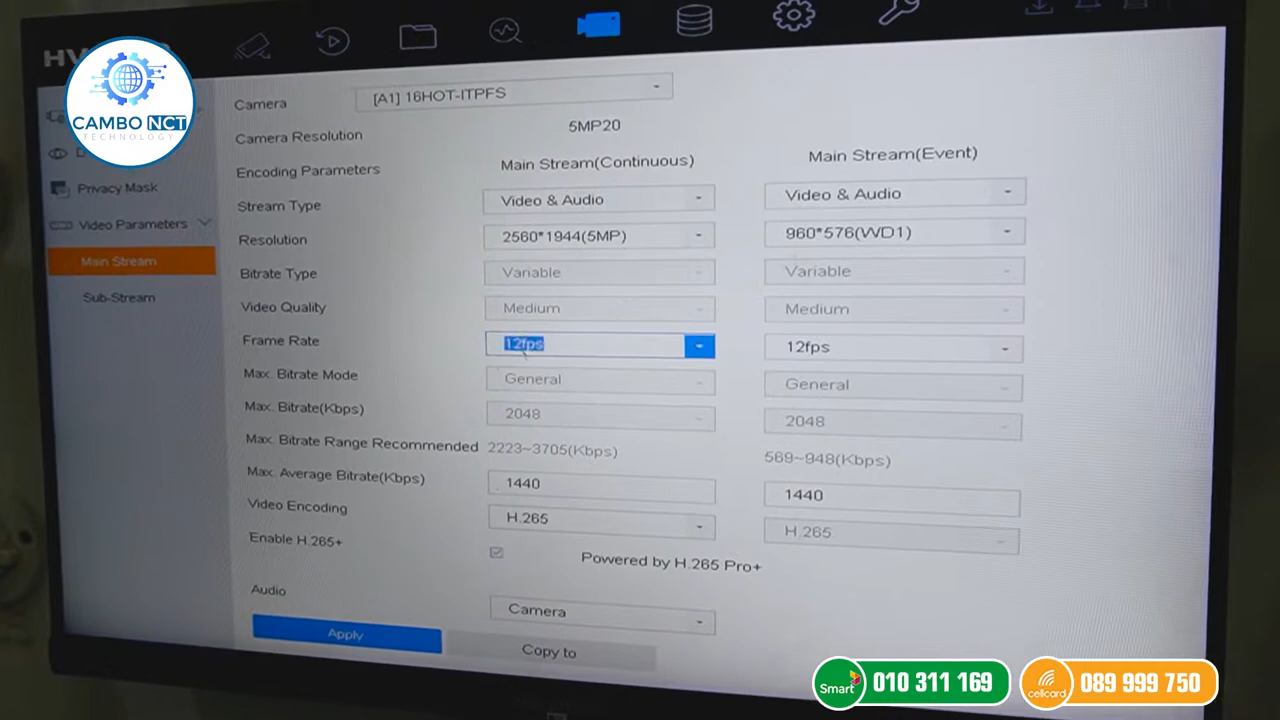 HV
CAMBO NCT
TECHNOLOGY
Camera
[A1] 16HOT-ITPFS
Camera Resolution
5MP20
Encoding Parameters
Main Stream(Continuous)
Main Stream(Event)
Privacy Mask
Stream Type
Video & Audio
Video & Audio
Video Parameters
Resolution
2560*1944(5MP)
960*576(WD1)
Main Stream
Bitrate Type
Variable
Variable
Sub-Stream
Video Quality
Medium
Medium
Frame Rate
12fps
12fps
Max. Bitrate Mode
General
General
Max. Bitrate(Kbps)
2048
2048
Max. Bitrate Range Recommended
2223~3705(Kbps)
569~948(Kbps)
Max. Average Bitrate(Kbps)
1440
1440
Video Encoding
H.265
H.265
Enable H.265+
Powered by H.265 Pro+
Audio
Camera
Apply
Copy to
Smart
010 311 169
cellcard
089 999 750